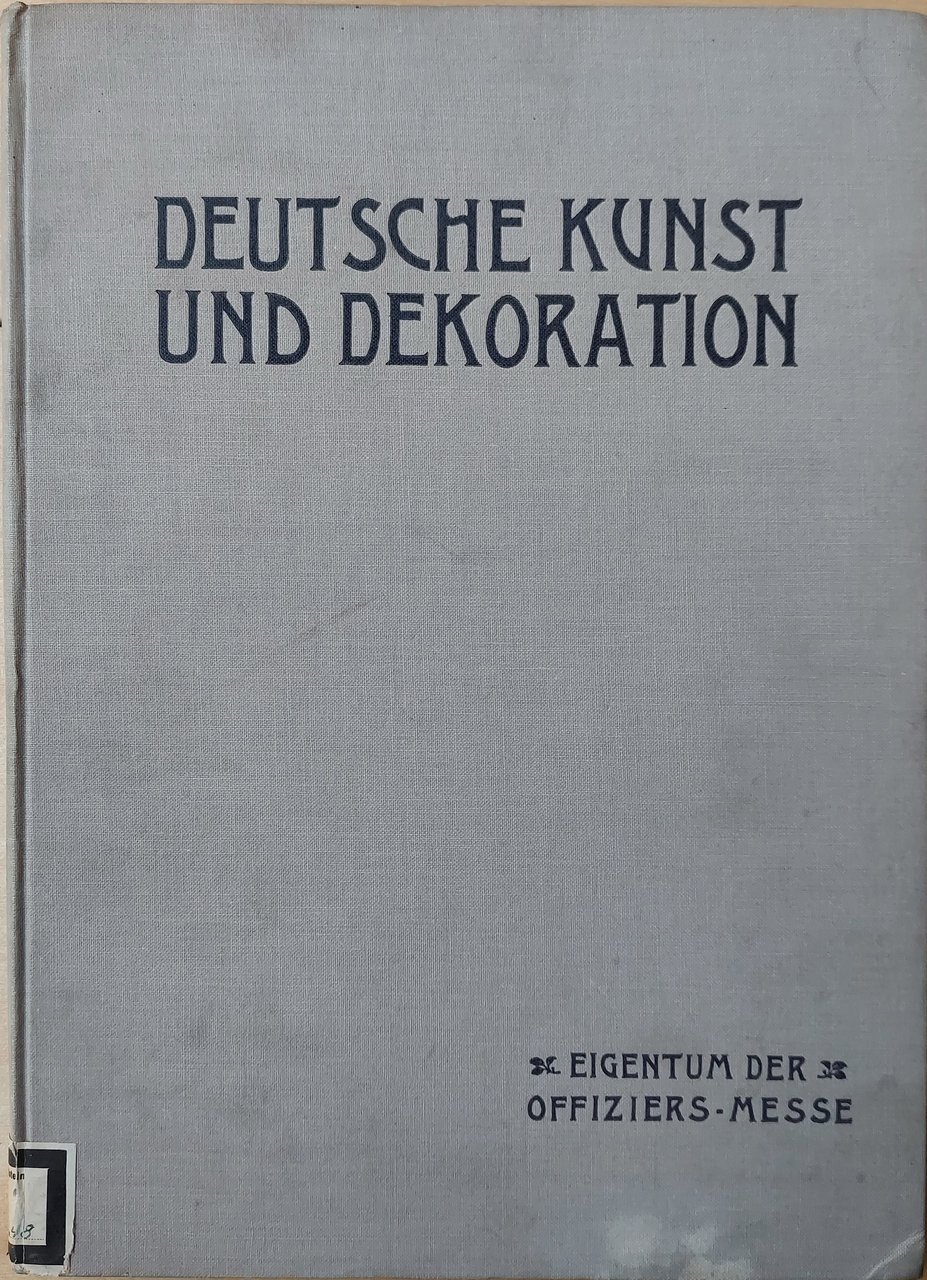 DEUTSCHE KUNST
UND DEKORATION
EIGENTUM DER
OFFIZIERS-MESSE